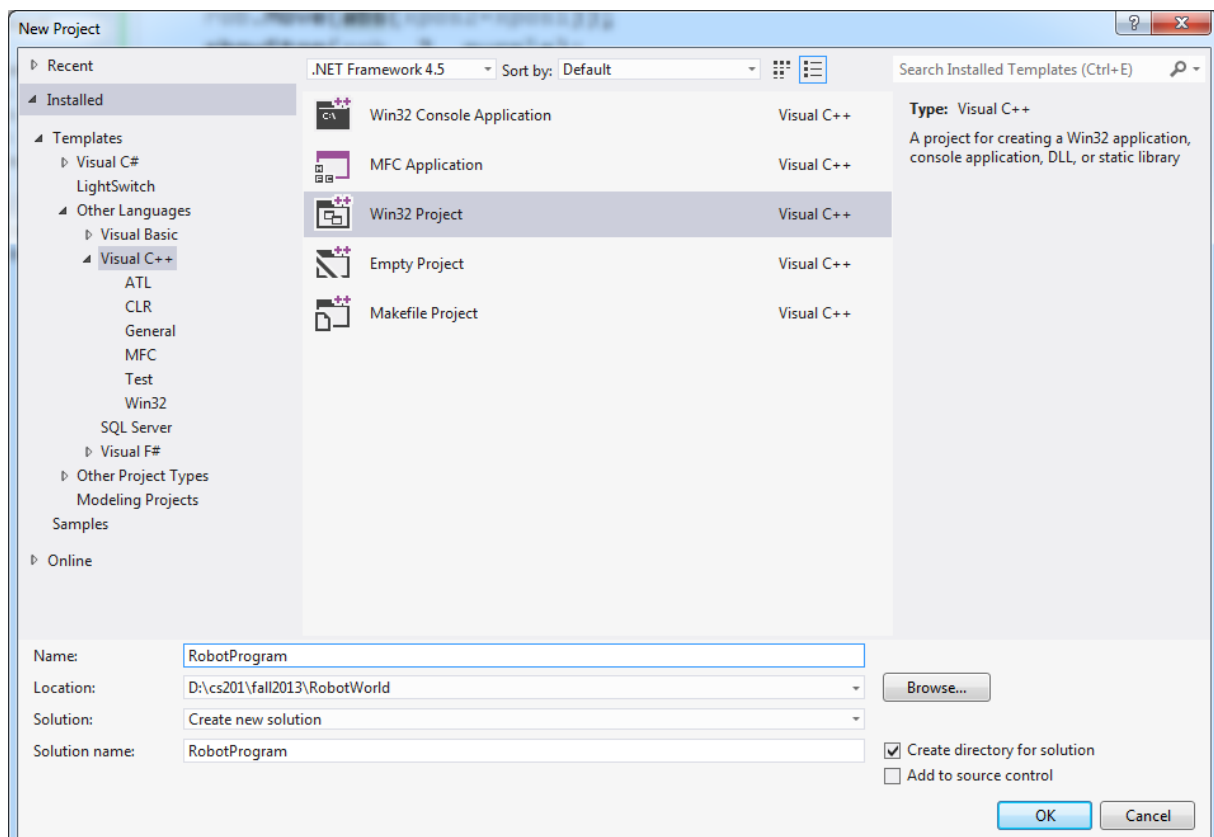 New Project
Recent
Installed
Templates
Visual C#
LightSwitch
Other Languages
Visual Basic
Visual C++
ATL
CLR
General
MFC
Test
Win32
SQL Server
Visual F#
Other Project Types
Modeling Projects
Samples
Online
.NET Framework 4.5 Sort by: Default
Win32 Console Application Visual C++
MFC Application Visual C++
Win32 Project Visual C++
Empty Project Visual C++
Makefile Project Visual C++
Search Installed Templates (Ctrl+E)
Type: Visual C++
A project for creating a Win32 application,
console application, DLL, or static library
Name: RobotProgram
Location: D:\cs201\fall2013\RobotWorld
Browse...
Solution: Create new solution
Solution name: RobotProgram
Create directory for solution
Add to source control
OK Cancel